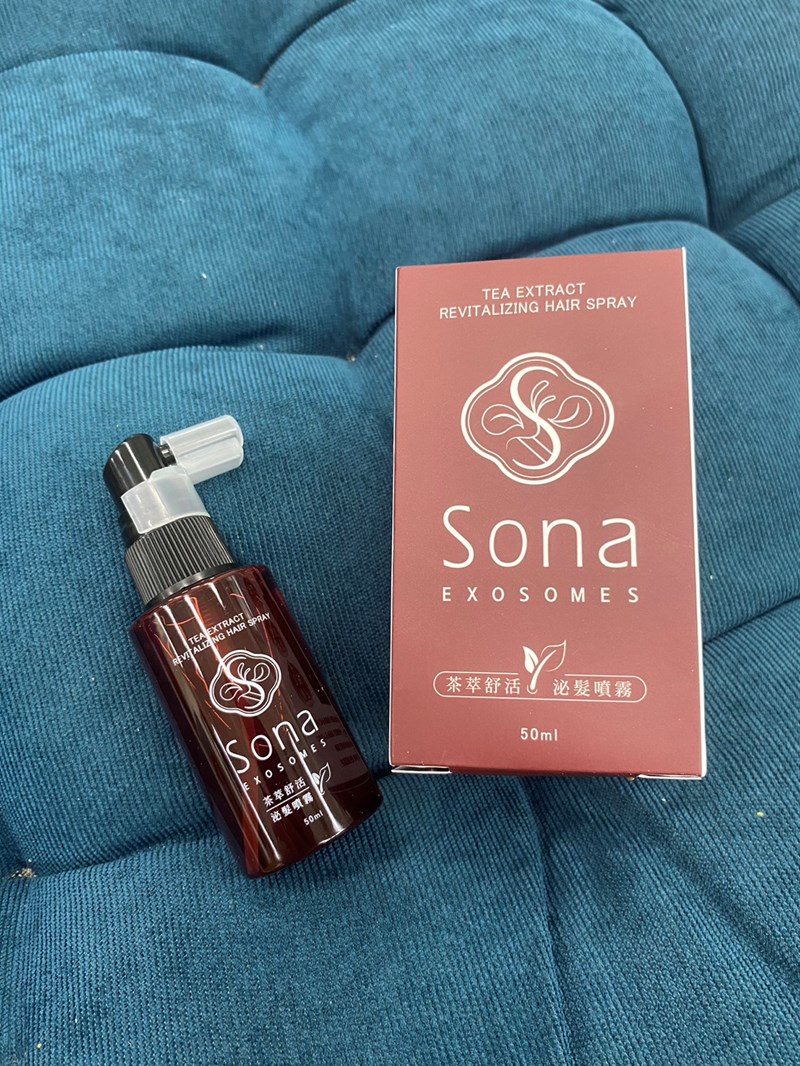 TEA EXTRACT
REVITALIZING HAIR SPRAY
Sona
EXOSOMES
茶萃舒活 泌髮噴霧
50ml
TEA EXTRACT
REVITALIZING HAIR SPRAY
Sona
EXOSOMES
茶萃舒活
泌髮噴霧
50ml